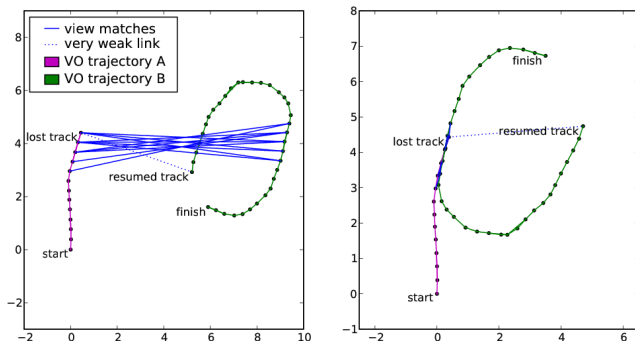 view matches
very weak link
VO trajectory A
VO trajectory B
8
6
4
2
0
−2
−2
0
2
4
6
8
10
lost track
resumed track
finish
start
8
7
6
5
4
3
2
1
0
−1
−2
0
2
4
6
finish
lost track
resumed track
start